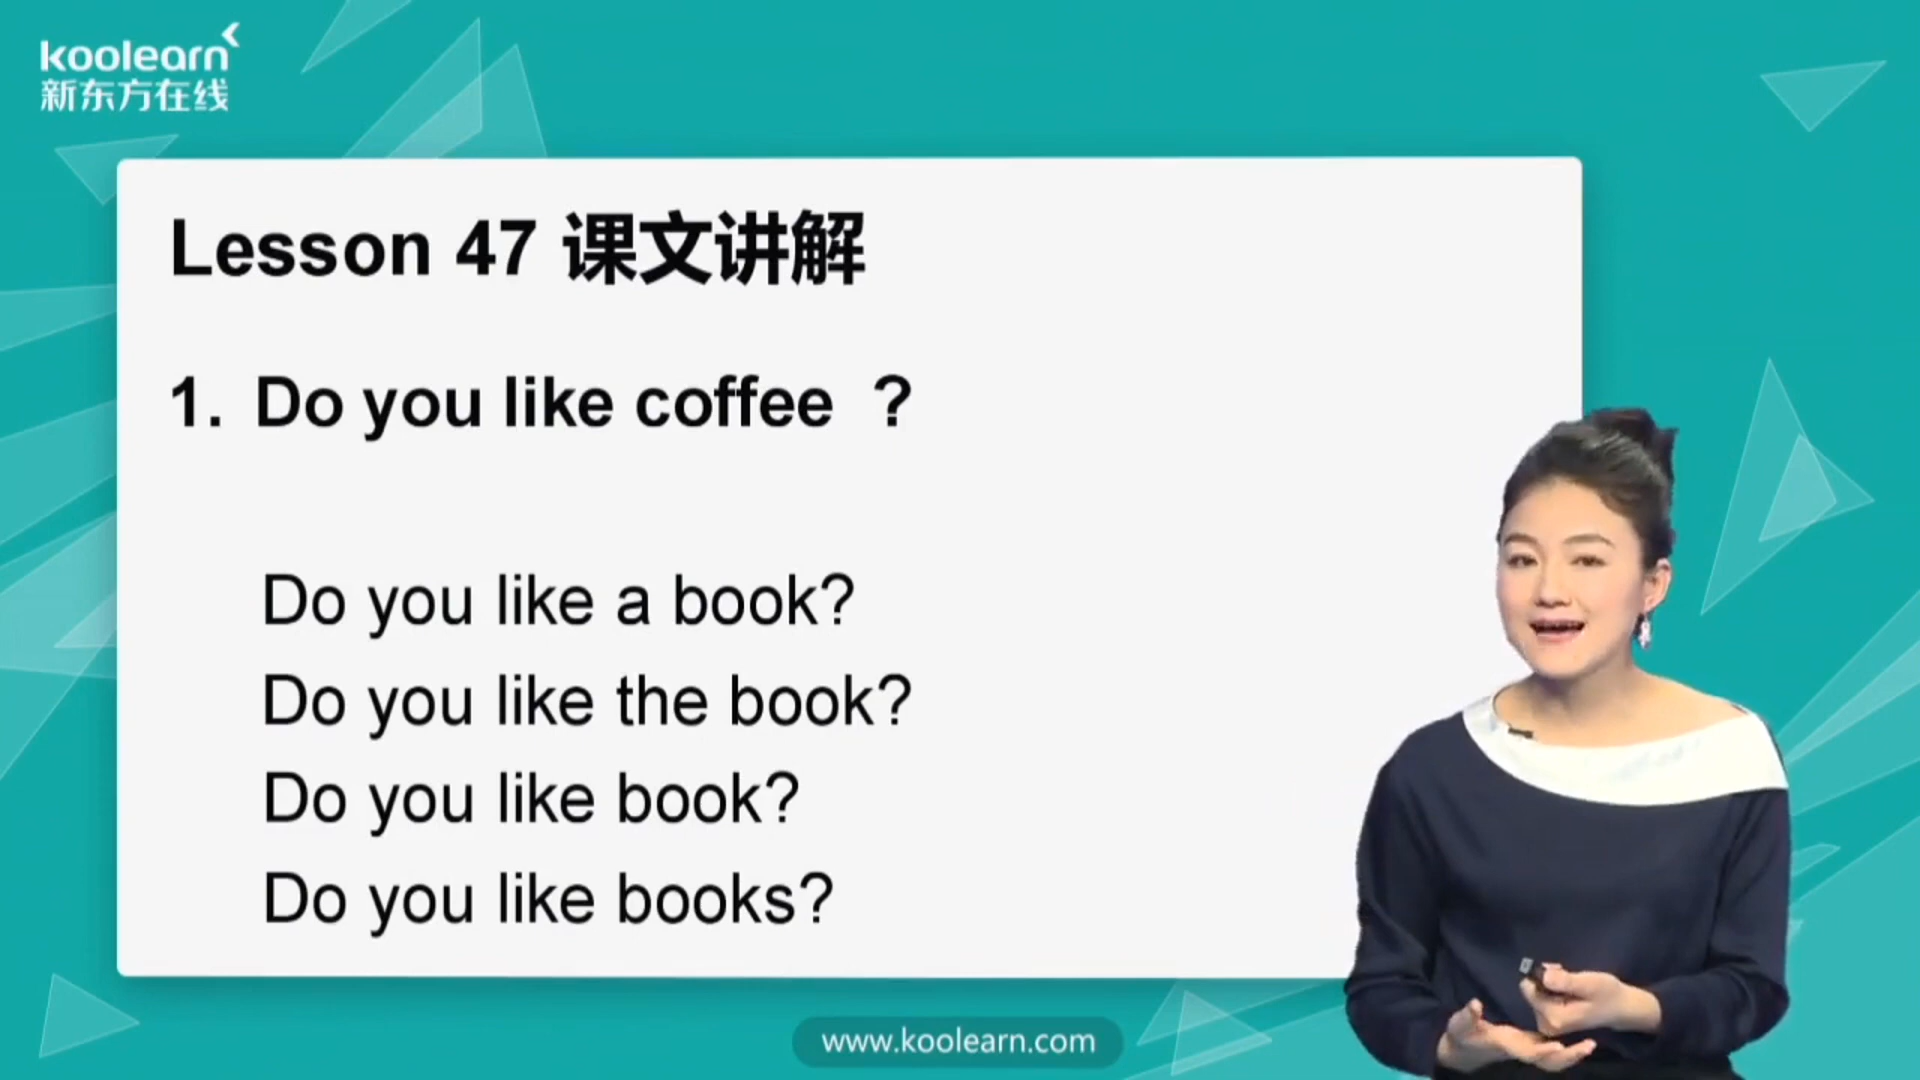 koolearn
新东方在线
Lesson 47 课文讲解
1. Do you like coffee ?
Do you like a book?
Do you like the book?
Do you like book?
Do you like books?
www.koolearn.com